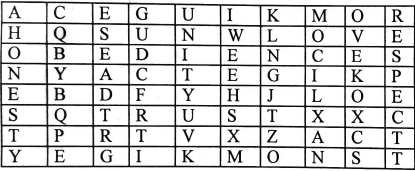 A C E G U I K M O R
H Q S U N W L O V E
O B E D I E N C E S
N Y A C T E G I K P
E B D F Y H J L O E
S Q T R U S T X X C
T P R T V X Z A C T
Y E G I K M O N S T